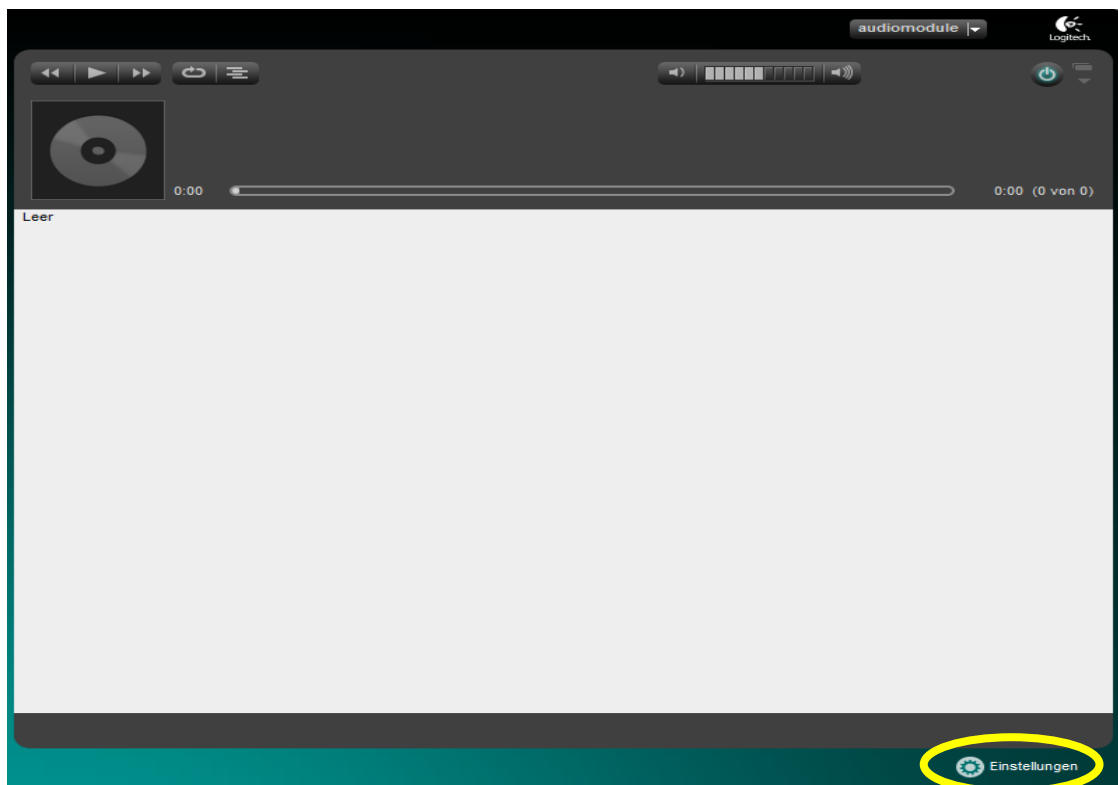 audiomodule
Logitech
0:00
0:00 (0 von 0)
Leer
Einstellungen